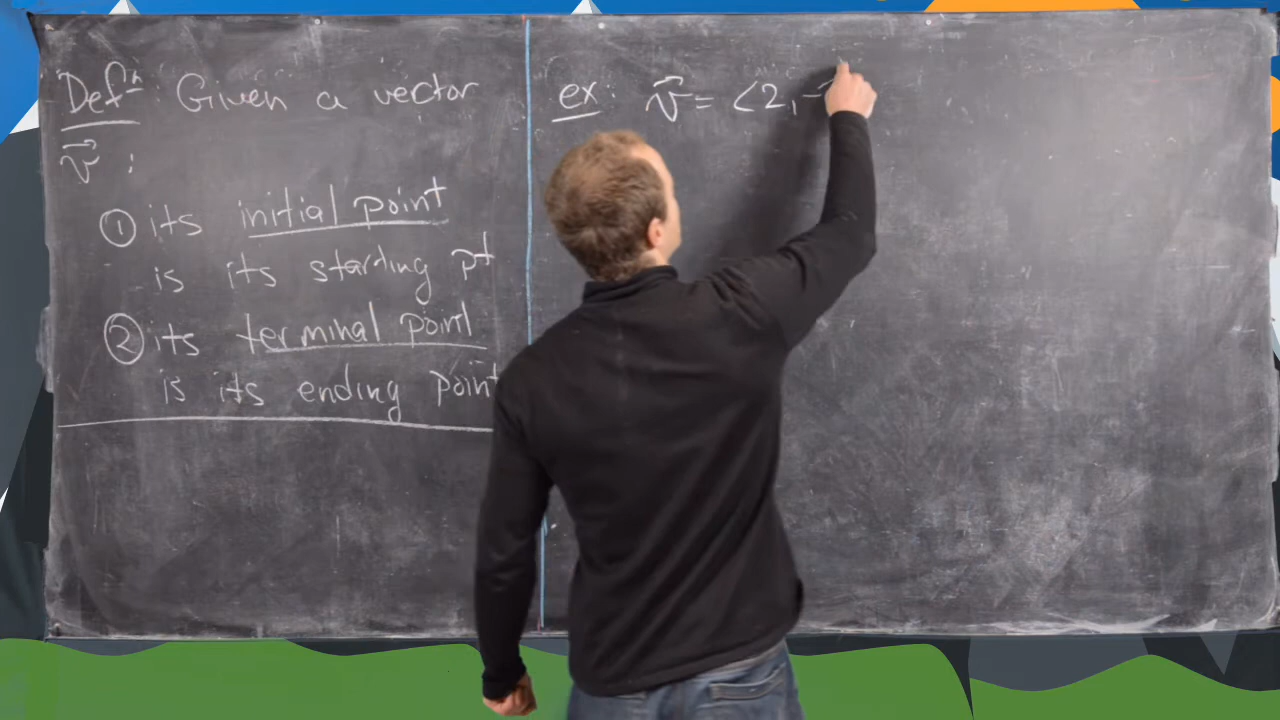 Defⁿ: Given a vector
v⃗ :
① its initial point
is its starting pt
② its terminal point
is its ending point
ex: v⃗ = <2, -